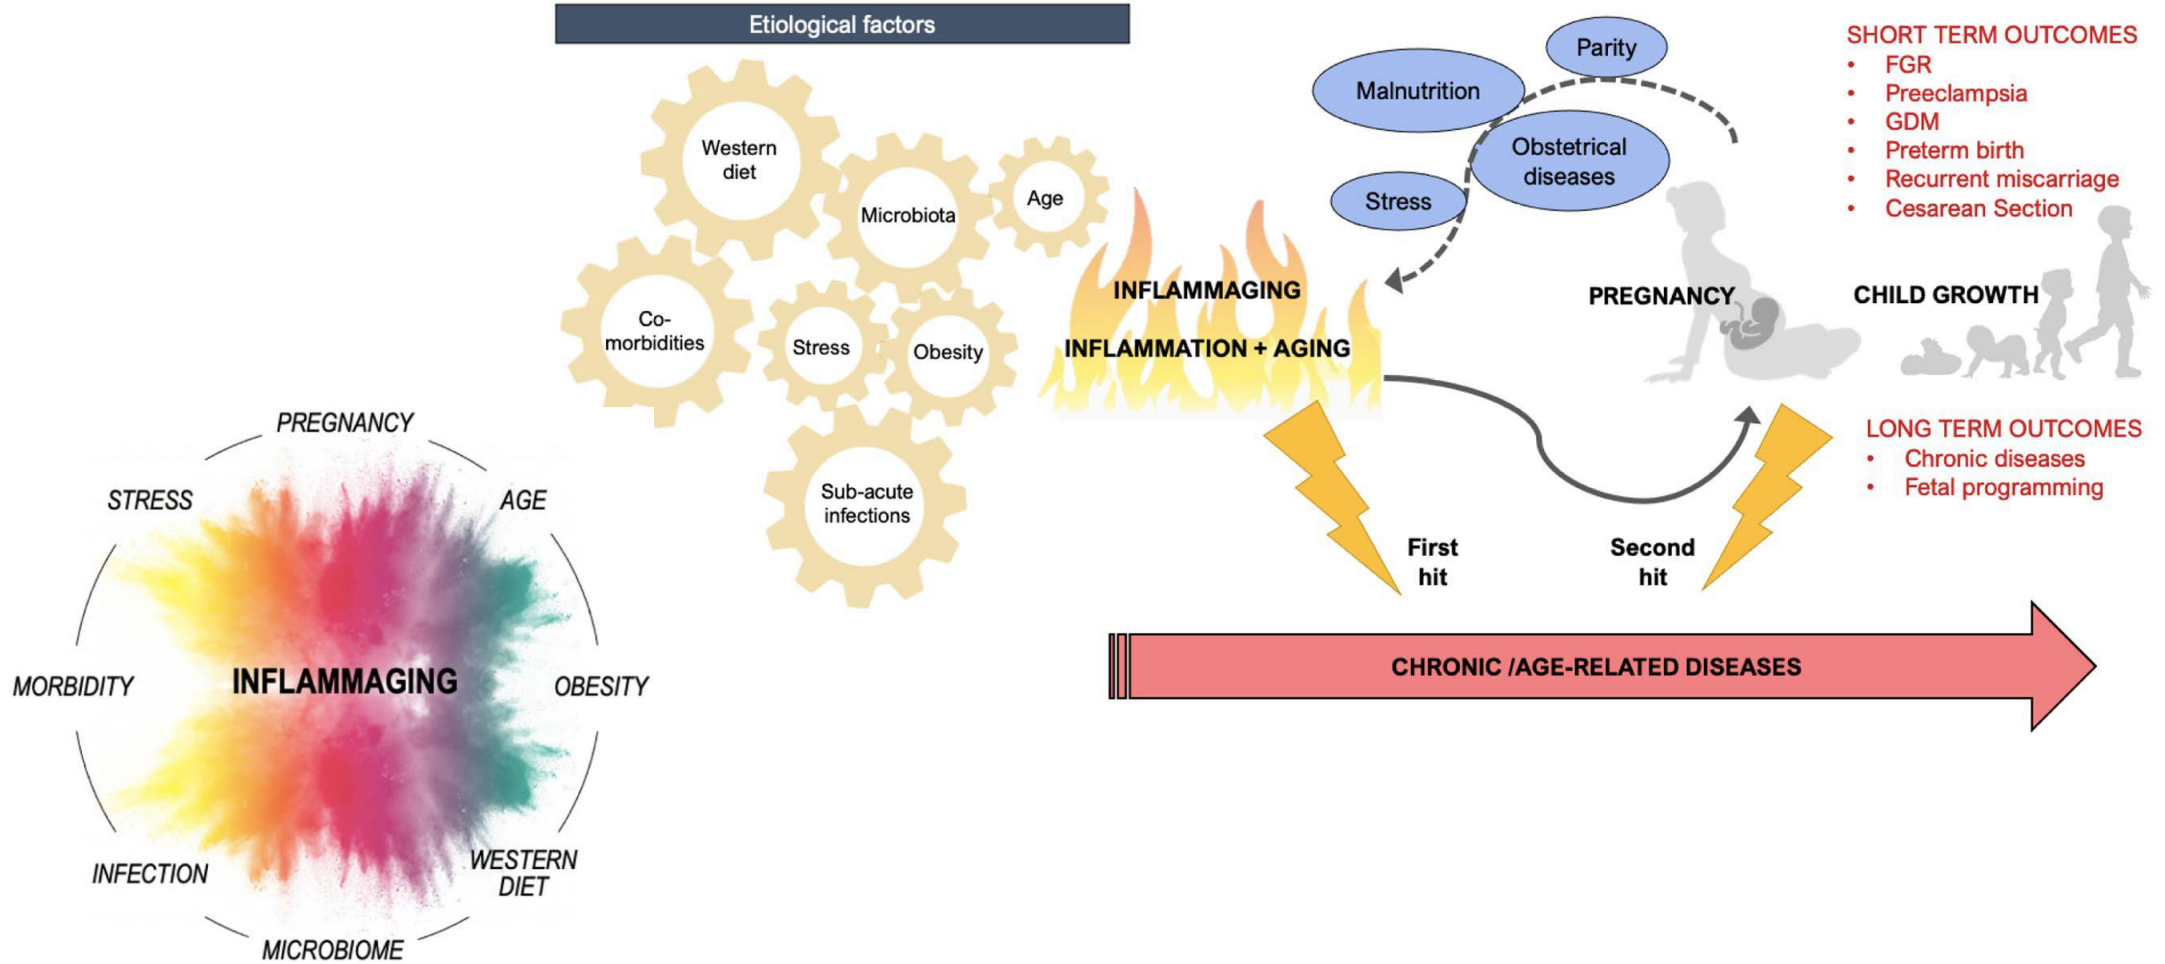 Etiological factors
Western
diet
Microbiota
Age
Co-
morbidities
Stress
Obesity
Sub-acute
infections
INFLAMMAGING
INFLAMMATION + AGING
Parity
Malnutrition
Obstetrical
diseases
Stress
PREGNANCY
CHILD GROWTH
SHORT TERM OUTCOMES
• FGR
• Preeclampsia
• GDM
• Preterm birth
• Recurrent miscarriage
• Cesarean Section
LONG TERM OUTCOMES
• Chronic diseases
• Fetal programming
First
hit
Second
hit
CHRONIC /AGE-RELATED DISEASES
PREGNANCY
STRESS
AGE
MORBIDITY
INFLAMMAGING
OBESITY
INFECTION
WESTERN
DIET
MICROBIOME